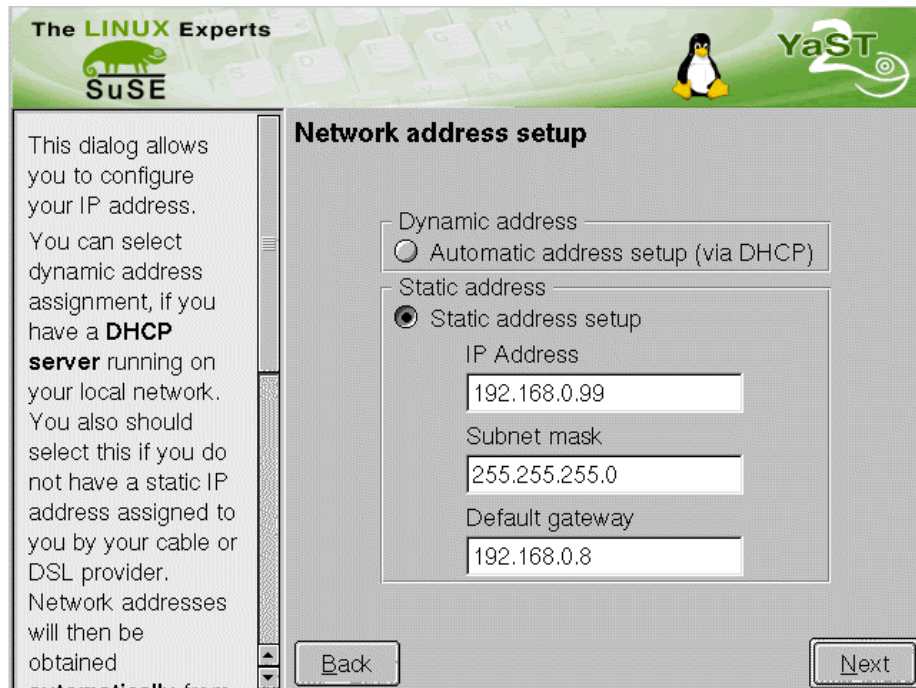 The LINUX Experts
SuSE
YaST
2
This dialog allows
you to configure
your IP address.
You can select
dynamic address
assignment, if you
have a DHCP
server running on
your local network.
You also should
select this if you do
not have a static IP
address assigned to
you by your cable or
DSL provider.
Network addresses
will then be
obtained
automatically from
Network address setup
Dynamic address
Automatic address setup (via DHCP)
Static address
Static address setup
IP Address
192.168.0.99
Subnet mask
255.255.255.0
Default gateway
192.168.0.8
Back
Next